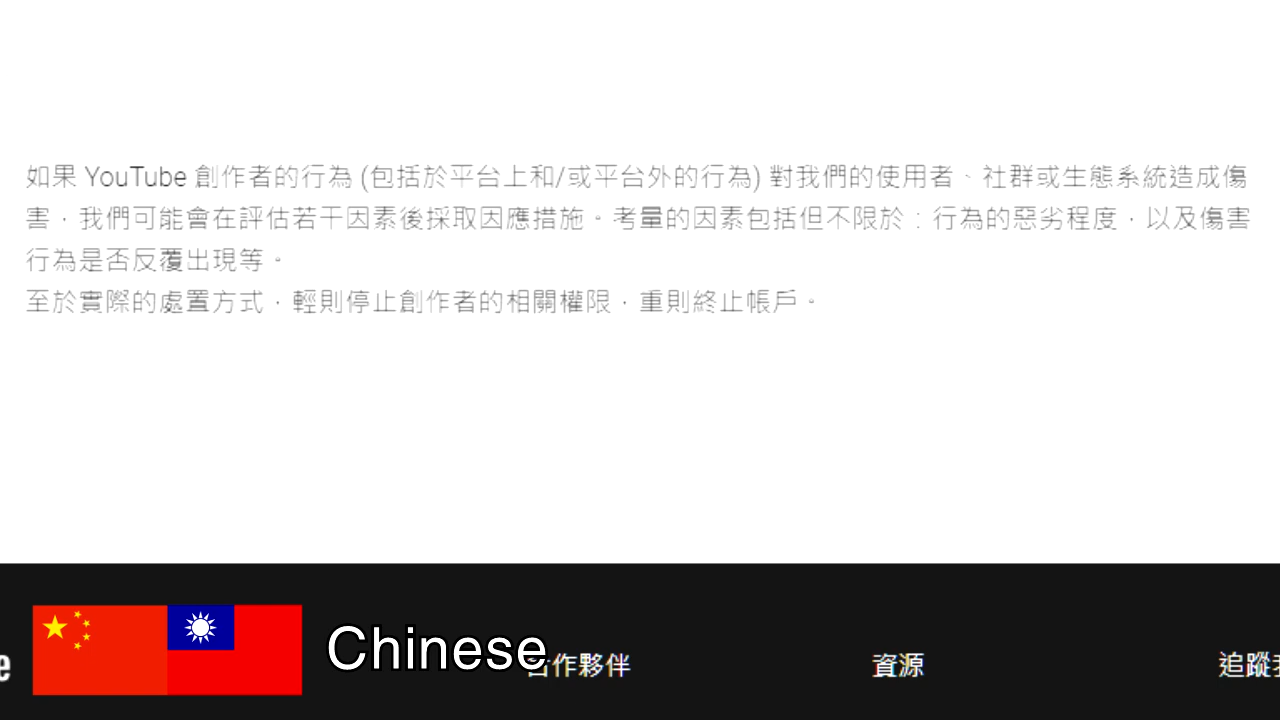 如果 YouTube 創作者的行為 (包括於平台上和/或平台外的行為) 對我們的使用者、社群或生態系統造成傷
害，我們可能會在評估若干因素後採取因應措施。考量的因素包括但不限於：行為的惡劣程度，以及傷害
行為是否反覆出現等。
至於實際的處置方式，輕則停止創作者的相關權限，重則終止帳戶。
e
Chinese
合作夥伴
資源
追蹤我